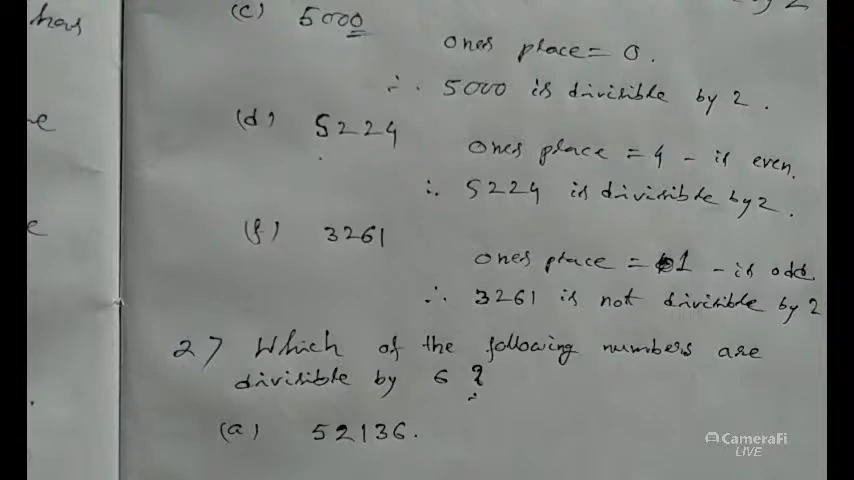 has
(c) 5000
ones place = 0.
∴ 5000 is divisible by 2.
(d) 5224
ones place = 4 - is even.
∴ 5224 is divisible by 2.
(f) 3261
ones place = 1 - is odd
∴ 3261 is not divisible by 2
2) Which of the following numbers are
divisible by 6 ?
(a) 52136.
CameraFi
LIVE